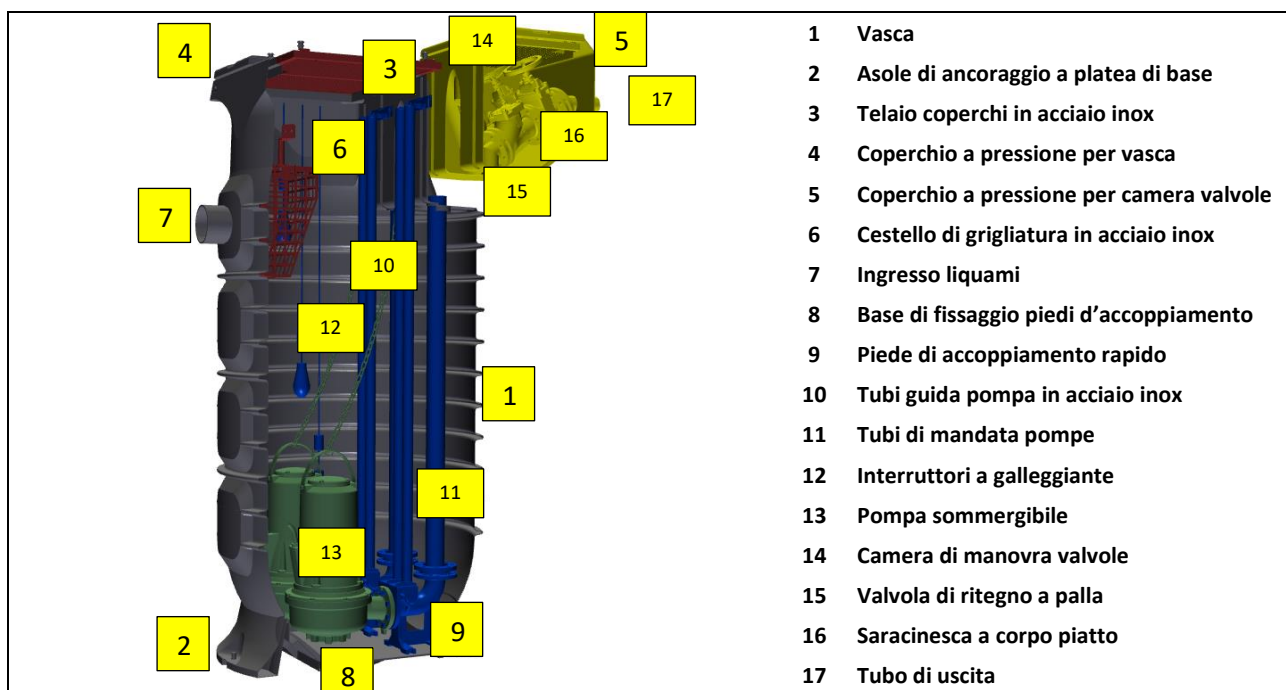 4
3
14
5
17
16
6
15
7
10
12
1
11
13
9
2
8
1 Vasca
2 Asole di ancoraggio a platea di base
3 Telaio coperchi in acciaio inox
4 Coperchio a pressione per vasca
5 Coperchio a pressione per camera valvole
6 Cestello di grigliatura in acciaio inox
7 Ingresso liquami
8 Base di fissaggio piedi d’accoppiamento
9 Piede di accoppiamento rapido
10 Tubi guida pompa in acciaio inox
11 Tubi di mandata pompe
12 Interruttori a galleggiante
13 Pompa sommergibile
14 Camera di manovra valvole
15 Valvola di ritegno a palla
16 Saracinesca a corpo piatto
17 Tubo di uscita